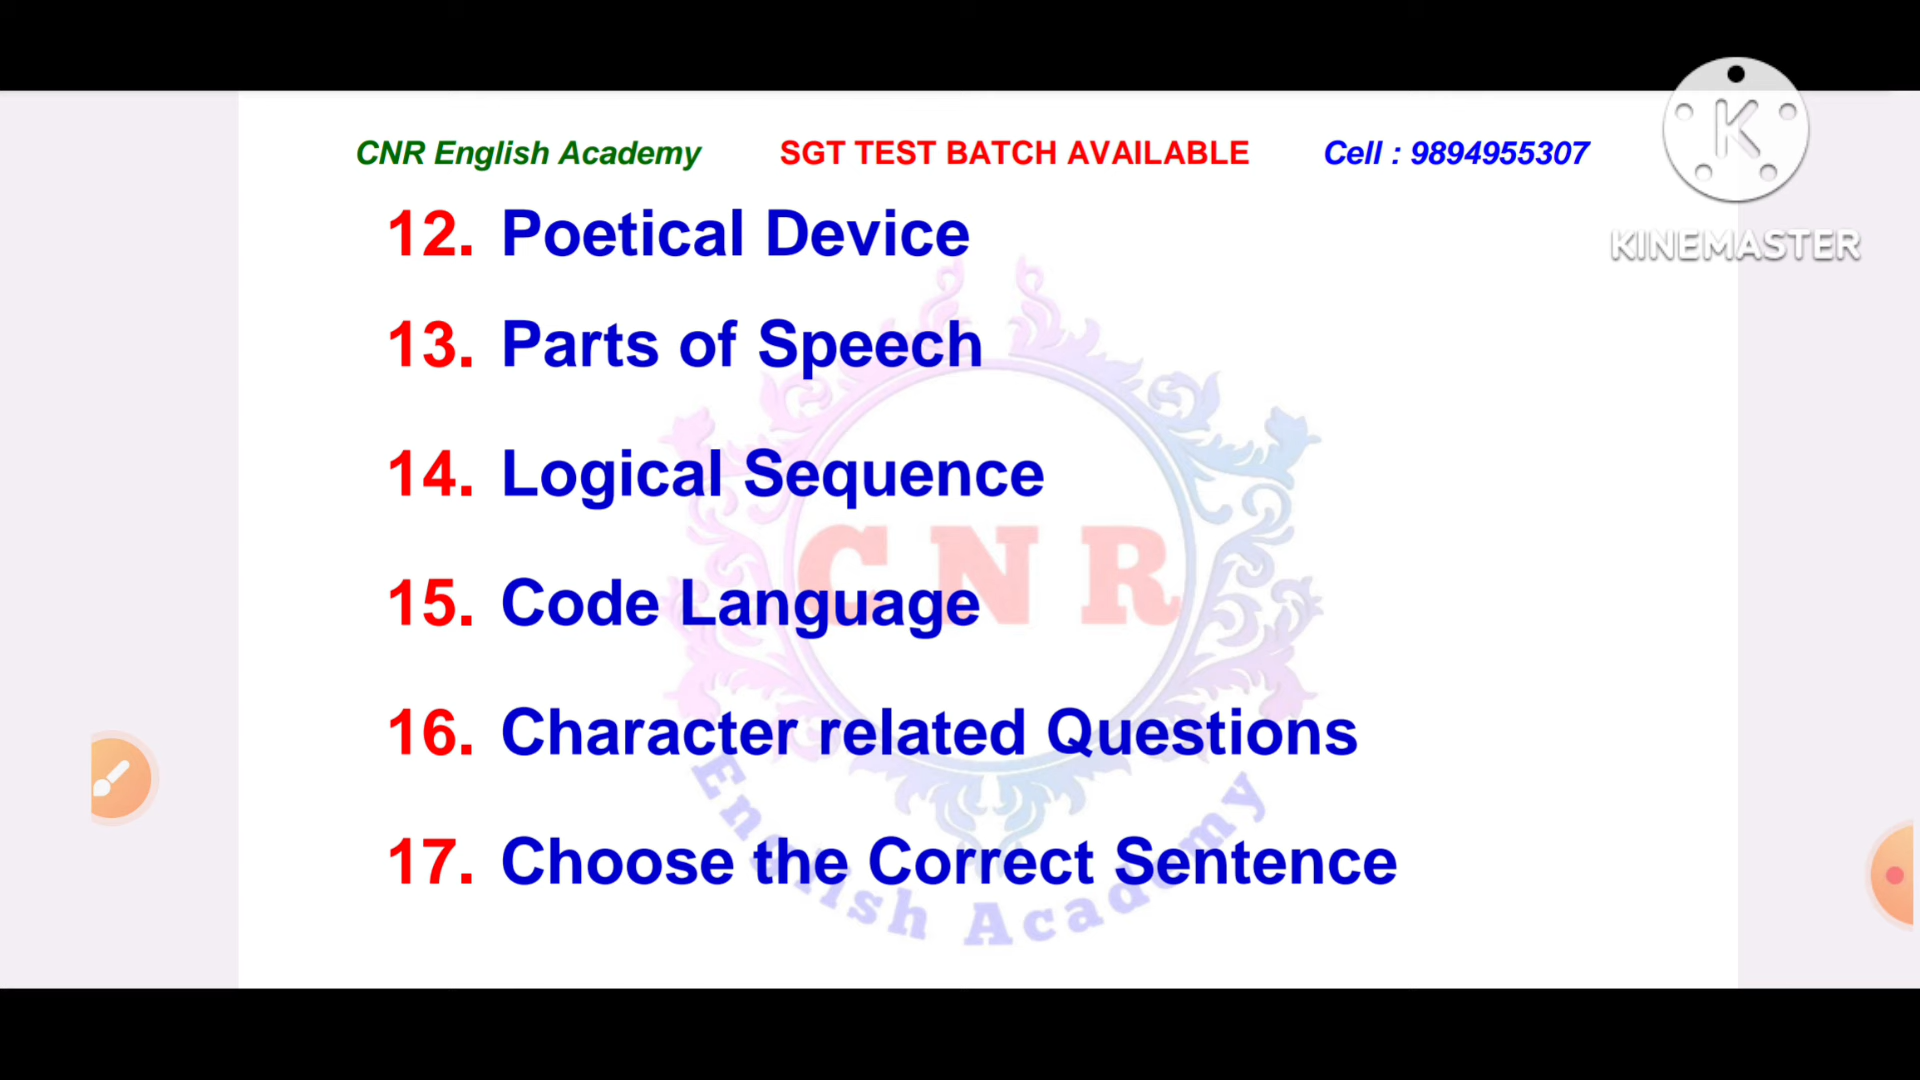 CNR English Academy SGT TEST BATCH AVAILABLE Cell : 9894955307
KINEMASTER
12. Poetical Device
13. Parts of Speech
14. Logical Sequence
15. Code Language
16. Character related Questions
17. Choose the Correct Sentence
CNR
English Academy